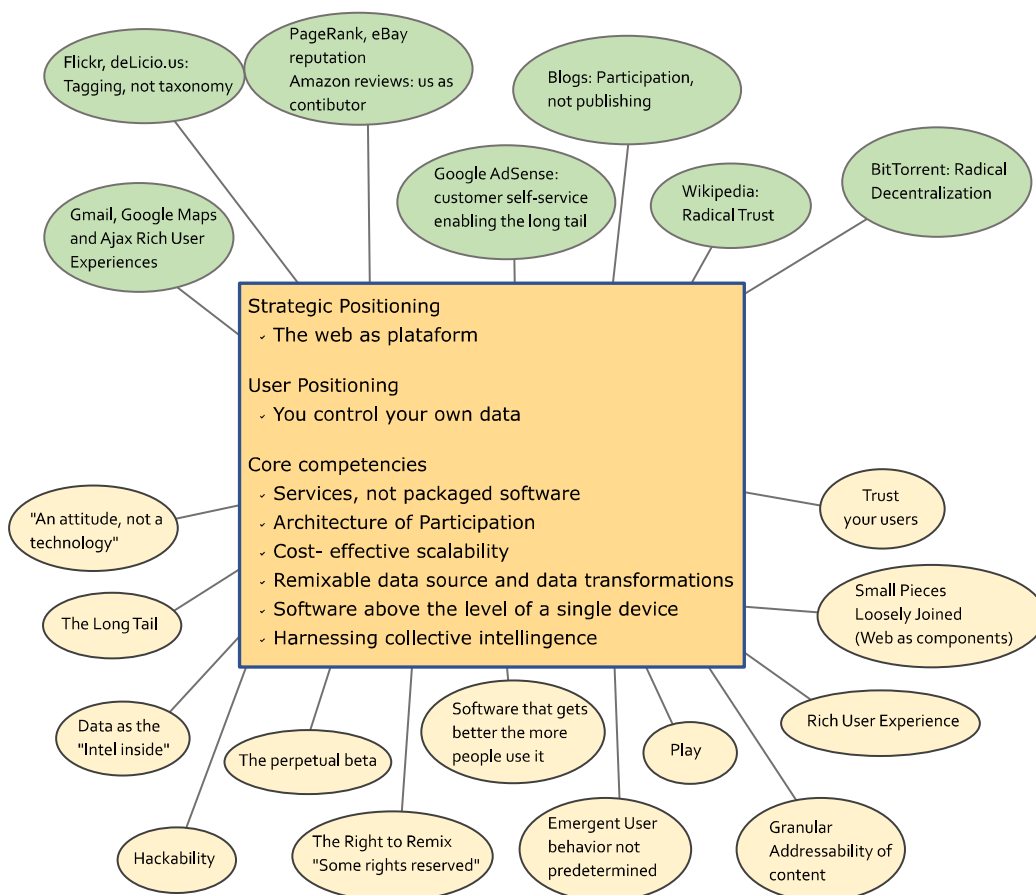 Flickr, deLicio.us:
Tagging, not taxonomy
PageRank, eBay
reputation
Amazon reviews: us as
contibutor
Blogs: Participation,
not publishing
Gmail, Google Maps
and Ajax Rich User
Experiences
Google AdSense:
customer self-service
enabling the long tail
Wikipedia:
Radical Trust
BitTorrent: Radical
Decentralization
Strategic Positioning
✓ The web as plataform
User Positioning
✓ You control your own data
Core competencies
✓ Services, not packaged software
✓ Architecture of Participation
✓ Cost- effective scalability
✓ Remixable data source and data transformations
✓ Software above the level of a single device
✓ Harnessing collective intellingence
"An attitude, not a
technology"
The Long Tail
Data as the
"Intel inside"
Hackability
The perpetual beta
The Right to Remix
"Some rights reserved"
Software that gets
better the more
people use it
Emergent User
behavior not
predetermined
Play
Granular
Addressability of
content
Rich User Experience
Small Pieces
Loosely Joined
(Web as components)
Trust
your users